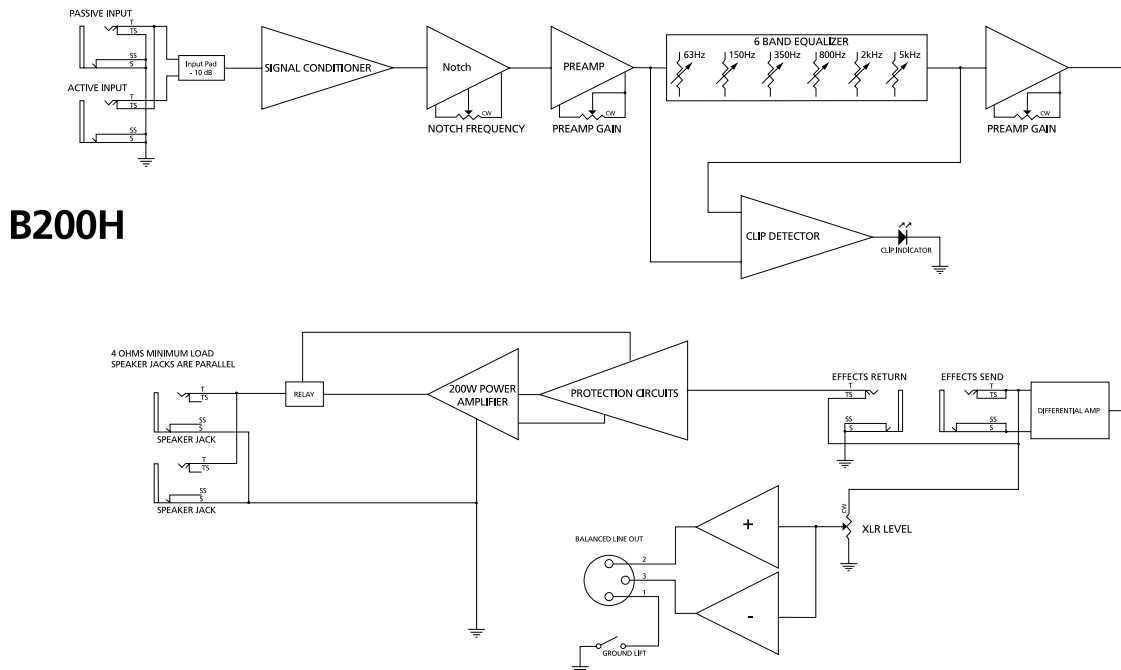 PASSIVE INPUT
T
TS
SS
S
ACTIVE INPUT
T
TS
SS
S
Input Pad
- 10 dB
SIGNAL CONDITIONER
Notch
CW
NOTCH FREQUENCY
PREAMP
CW
PREAMP GAIN
6 BAND EQUALIZER
63Hz 150Hz 350Hz 800Hz 2kHz 5kHz
CW
PREAMP GAIN
CLIP DETECTOR
CLIP INDICATOR
B200H
4 OHMS MINIMUM LOAD
SPEAKER JACKS ARE PARALLEL
T
TS
SS
S
SPEAKER JACK
T
TS
SS
S
SPEAKER JACK
RELAY
200W POWER
AMPLIFIER
PROTECTION CIRCUITS
EFFECTS RETURN
T
TS
SS
S
EFFECTS SEND
T
TS
SS
S
DIFFERENTIAL AMP
CW
XLR LEVEL
+
-
BALANCED LINE OUT
2
3
1
GROUND LIFT